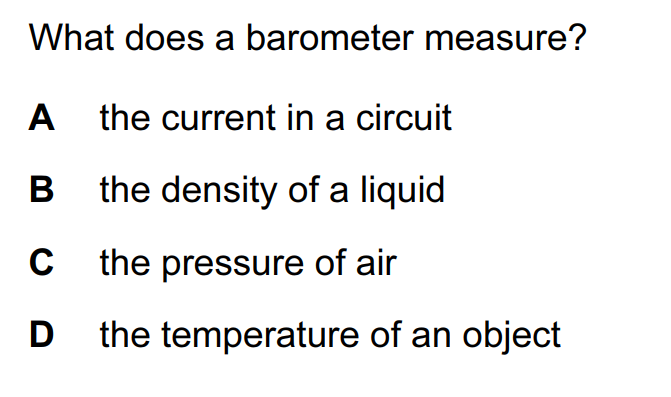 What does a barometer measure?
A the current in a circuit
B the density of a liquid
C the pressure of air
D the temperature of an object